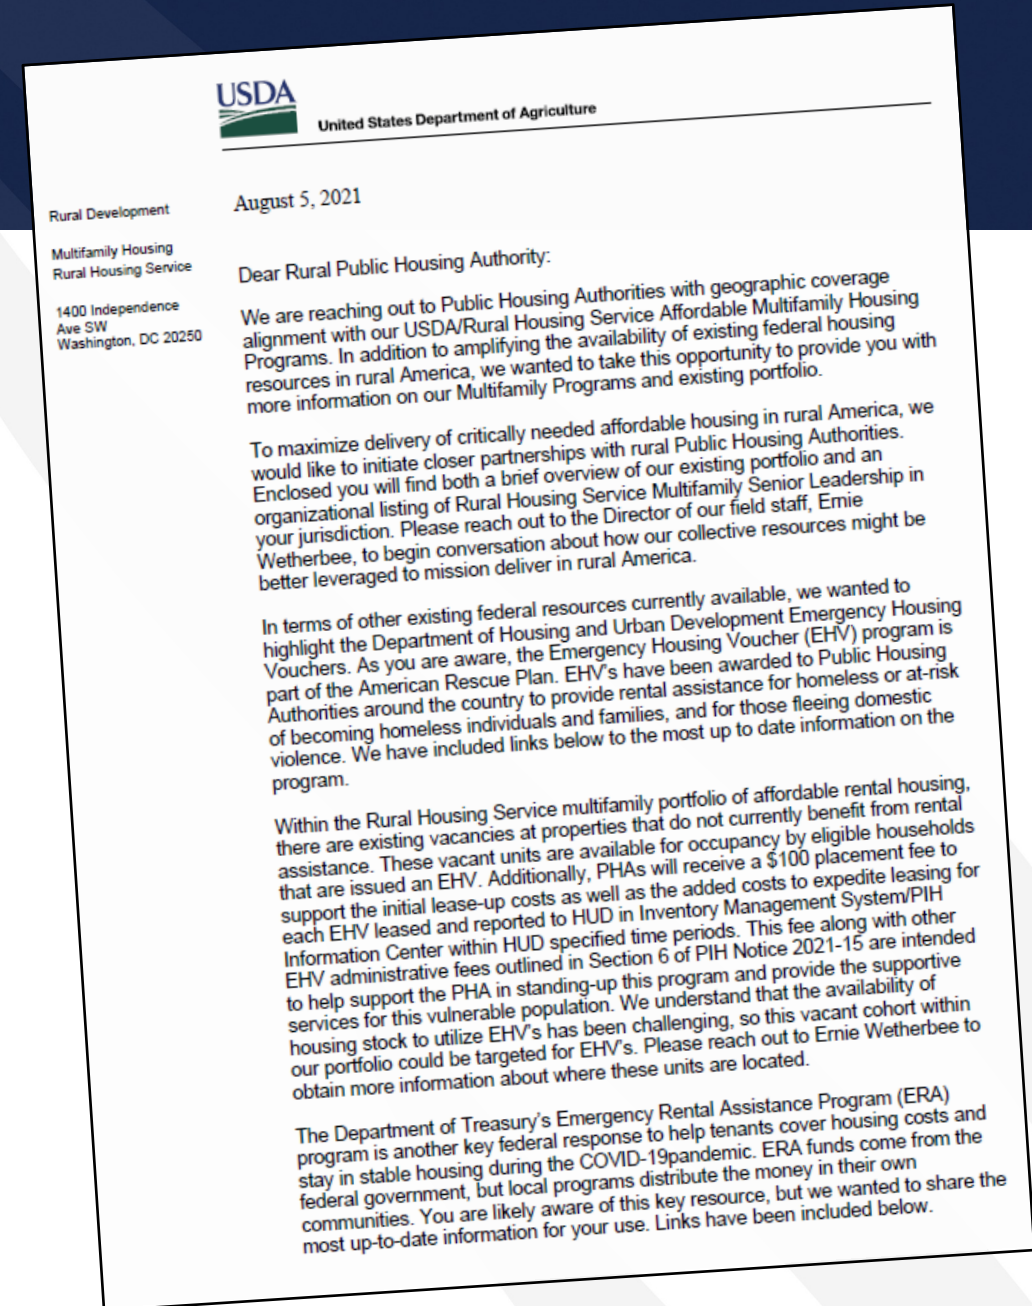 USDA
United States Department of Agriculture
Rural Development
Multifamily Housing
Rural Housing Service
1400 Independence
Ave SW
Washington, DC 20250
August 5, 2021
Dear Rural Public Housing Authority:
We are reaching out to Public Housing Authorities with geographic coverage
alignment with our USDA/Rural Housing Service Affordable Multifamily Housing
Programs. In addition to amplifying the availability of existing federal housing
resources in rural America, we wanted to take this opportunity to provide you with
more information on our Multifamily Programs and existing portfolio.
To maximize delivery of critically needed affordable housing in rural America, we
would like to initiate closer partnerships with rural Public Housing Authorities.
Enclosed you will find both a brief overview of our existing portfolio and an
organizational listing of Rural Housing Service Multifamily Senior Leadership in
your jurisdiction. Please reach out to the Director of our field staff, Ernie
Wetherbee, to begin conversation about how our collective resources might be
better leveraged to mission deliver in rural America.
In terms of other existing federal resources currently available, we wanted to
highlight the Department of Housing and Urban Development Emergency Housing
Vouchers. As you are aware, the Emergency Housing Voucher (EHV) program is
part of the American Rescue Plan. EHV's have been awarded to Public Housing
Authorities around the country to provide rental assistance for homeless or at-risk
of becoming homeless individuals and families, and for those fleeing domestic
violence. We have included links below to the most up to date information on the
program.
Within the Rural Housing Service multifamily portfolio of affordable rental housing,
there are existing vacancies at properties that do not currently benefit from rental
assistance. These vacant units are available for occupancy by eligible households
that are issued an EHV. Additionally, PHAs will receive a $100 placement fee to
support the initial lease-up costs as well as the added costs to expedite leasing for
each EHV leased and reported to HUD in Inventory Management System/PIH
Information Center within HUD specified time periods. This fee along with other
EHV administrative fees outlined in Section 6 of PIH Notice 2021-15 are intended
to help support the PHA in standing-up this program and provide the supportive
services for this vulnerable population. We understand that the availability of
housing stock to utilize EHV's has been challenging, so this vacant cohort within
our portfolio could be targeted for EHV's. Please reach out to Ernie Wetherbee to
obtain more information about where these units are located.
The Department of Treasury's Emergency Rental Assistance Program (ERA)
program is another key federal response to help tenants cover housing costs and
stay in stable housing during the COVID-19pandemic. ERA funds come from the
federal government, but local programs distribute the money in their own
communities. You are likely aware of this key resource, but we wanted to share the
most up-to-date information for your use. Links have been included below.